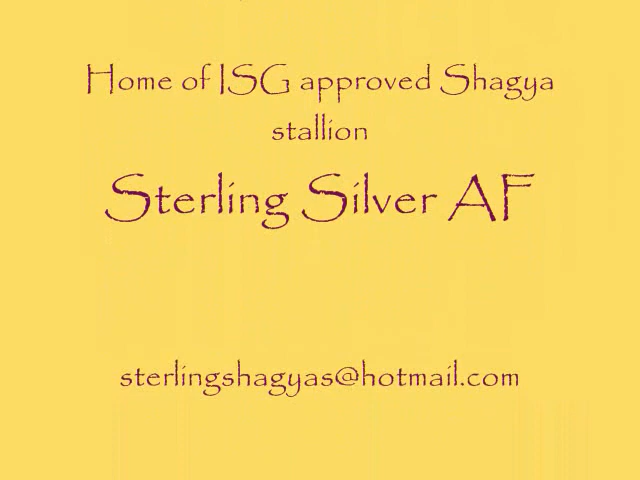 Home of ISG approved Shagya
stallion
Sterling Silver AF
sterlingshagyas@hotmail.com